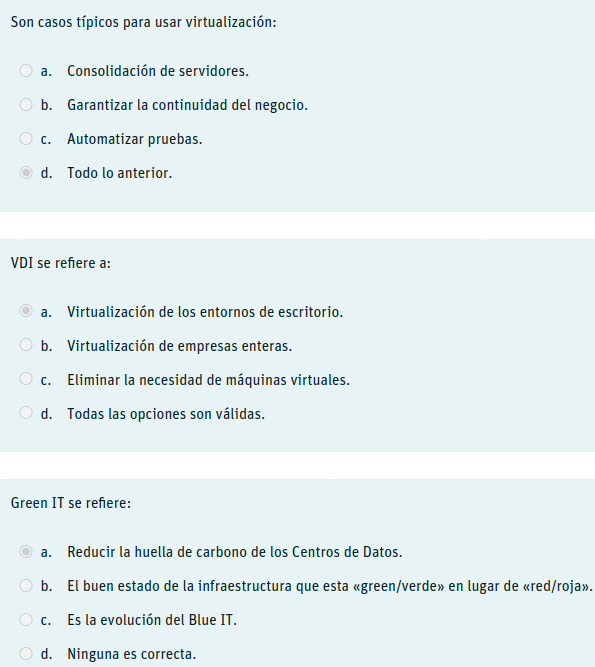 Son casos típicos para usar virtualización:
a. Consolidación de servidores.
b. Garantizar la continuidad del negocio.
c. Automatizar pruebas.
d. Todo lo anterior.
VDI se refiere a:
a. Virtualización de los entornos de escritorio.
b. Virtualización de empresas enteras.
c. Eliminar la necesidad de máquinas virtuales.
d. Todas las opciones son válidas.
Green IT se refiere:
a. Reducir la huella de carbono de los Centros de Datos.
b. El buen estado de la infraestructura que esta «green/verde» en lugar de «red/roja».
c. Es la evolución del Blue IT.
d. Ninguna es correcta.